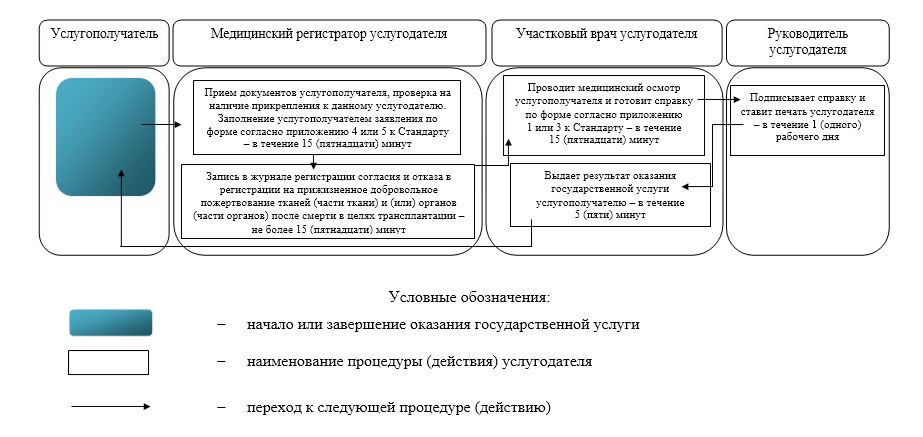 Услугополучатель
Медицинский регистратор услугодателя
Участковый врач услугодателя
Руководитель
услугодателя
Прием документов услугополучателя, проверка на
наличие прикрепления к данному услугодателю.
Заполнение услугополучателем заявления по
форме согласно приложению 4 или 5 к Стандарту
– в течение 15 (пятнадцати) минут
Запись в журнале регистрации согласия и отказа в
регистрации на прижизненное добровольное
пожертвование тканей (части ткани) и (или) органов
(части органов) после смерти в целях трансплантации –
не более 15 (пятнадцати) минут
Проводит медицинский осмотр
услугополучателя и готовит справку
по форме согласно приложению
1 или 3 к Стандарту – в течение
15 (пятнадцати) минут
Выдает результат оказания
государственной услуги
услугополучателю – в течение
5 (пяти) минут
Подписывает справку и
ставит печать услугодателя
– в течение 1 (одного)
рабочего дня
Условные обозначения:
– начало или завершение оказания государственной услуги
– наименование процедуры (действия) услугодателя
– переход к следующей процедуре (действию)